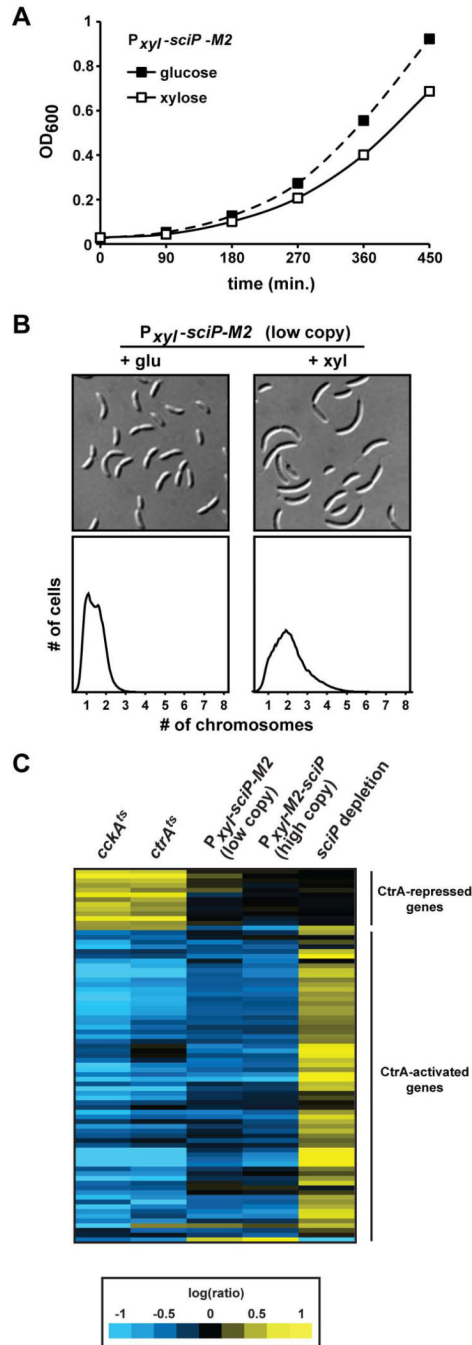 A
Pxyl-sciP-M2
glucose
xylose
OD600
1
0.8
0.6
0.4
0.2
0
0 90 180 270 360 450
time (min.)
B
Pxyl-sciP-M2 (low copy)
+ glu + xyl
# of cells
1 2 3 4 5 6 7 8 1 2 3 4 5 6 7 8
# of chromosomes
C
cckAts
ctrAts
Pxyl-sciP-M2
(low copy)
Pxyl-M2-sciP
(high copy)
sciP depletion
CtrA-repressed
genes
CtrA-activated
genes
log(ratio)
-1 -0.5 0 0.5 1